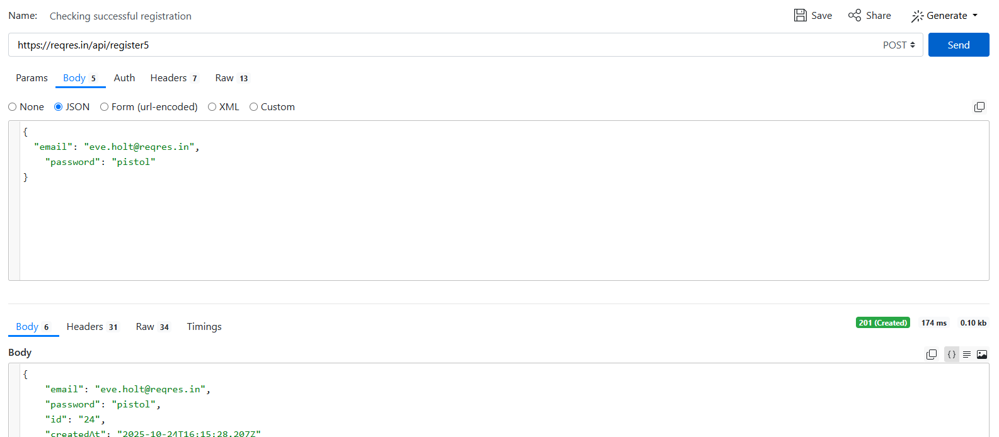 Name: Checking successful registration Save Share Generate
https://reqres.in/api/register5 POST Send
Params Body 5 Auth Headers 7 Raw 13
None JSON Form (url-encoded) XML Custom
{
"email": "eve.holt@reqres.in",
"password": "pistol"
}
Body 6 Headers 31 Raw 34 Timings 201 (Created) 174 ms 0.10 kb
Body
{
"email": "eve.holt@reqres.in",
"password": "pistol",
"id": "24",
"createdAt": "2025-10-24T16:15:28.207Z"